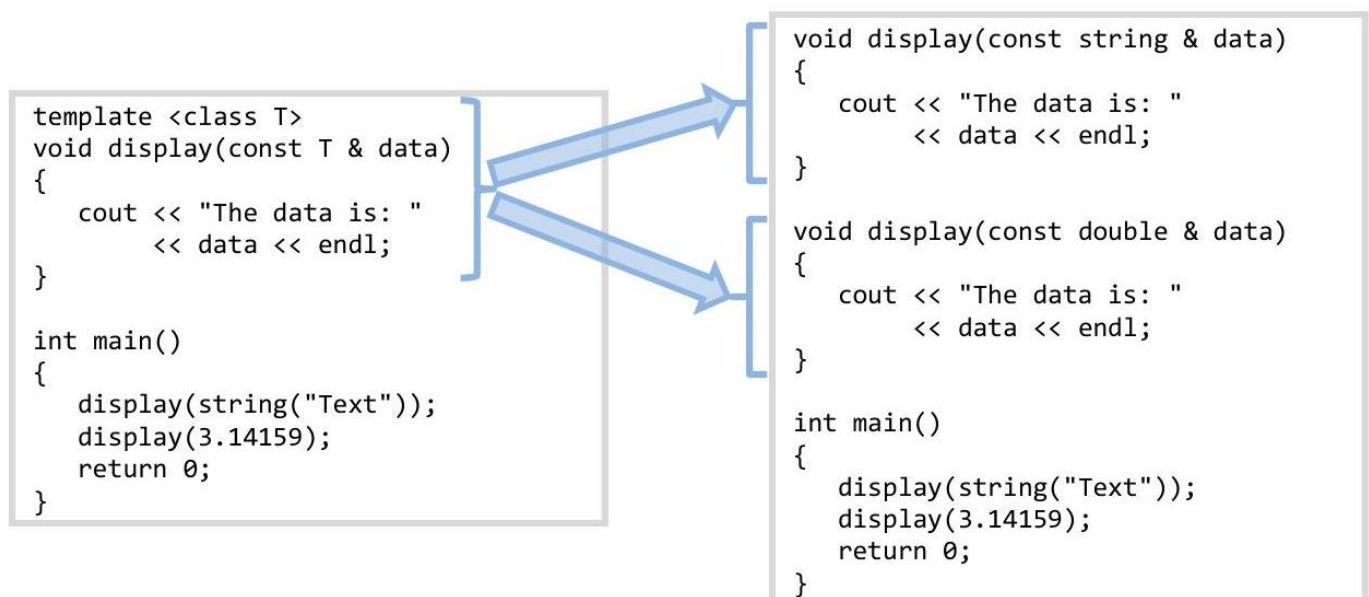 template <class T>
void display(const T & data)
{
   cout << "The data is: "
        << data << endl;
}

int main()
{
   display(string("Text"));
   display(3.14159);
   return 0;
}

void display(const string & data)
{
   cout << "The data is: "
        << data << endl;
}

void display(const double & data)
{
   cout << "The data is: "
        << data << endl;
}

int main()
{
   display(string("Text"));
   display(3.14159);
   return 0;
}